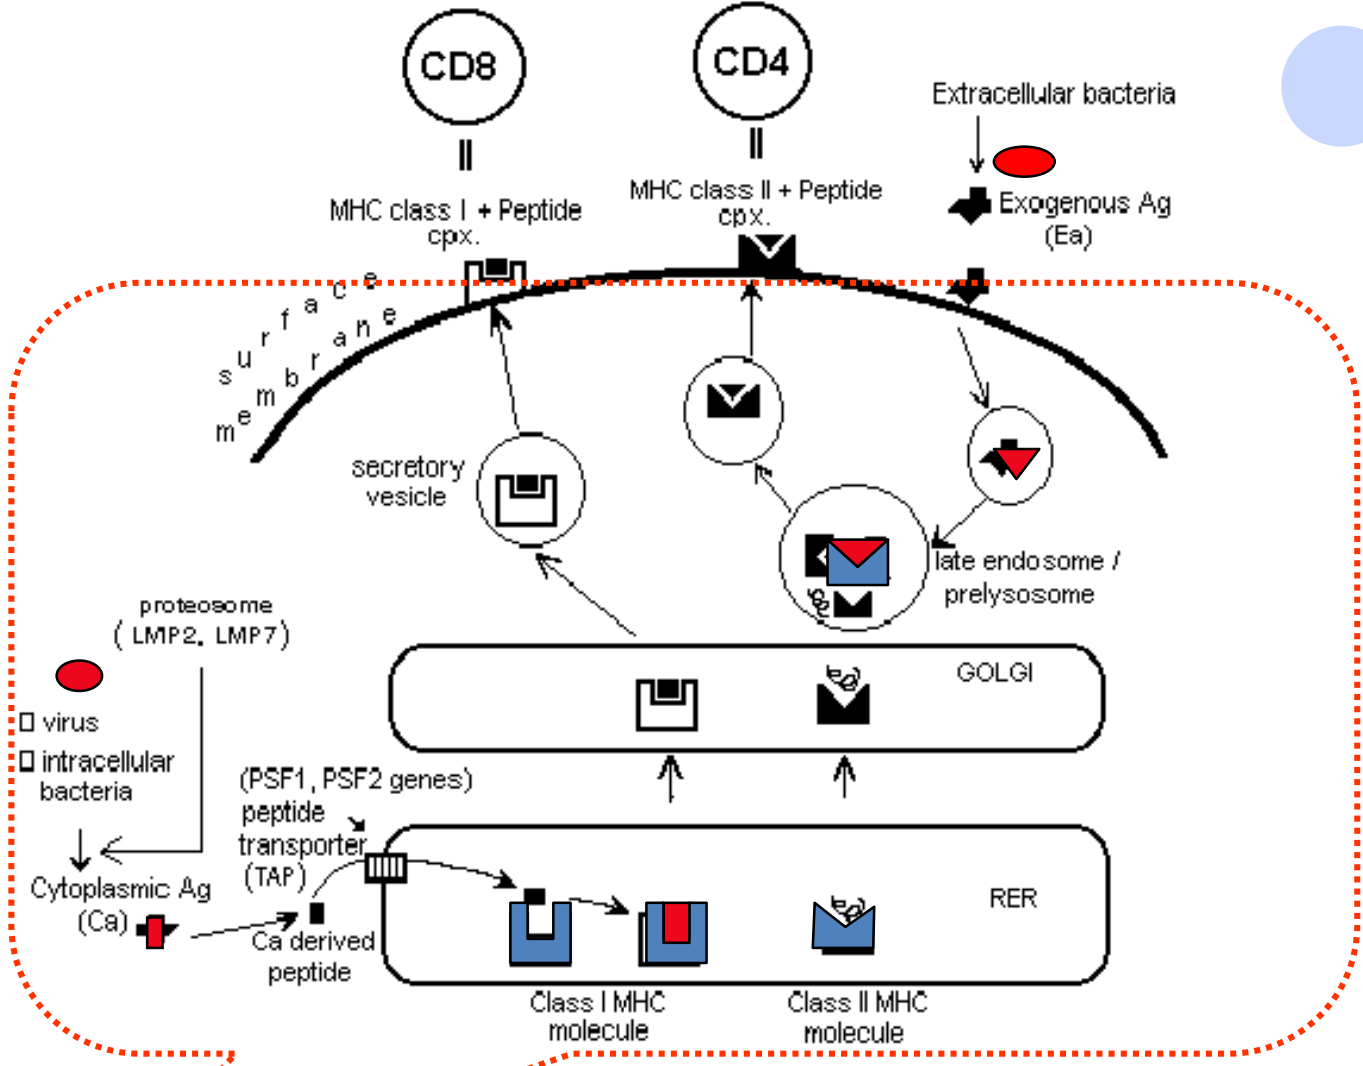 CD8
CD4
Extracellular bacteria
MHC class I + Peptide
cpx.
MHC class II + Peptide
cpx.
Exogenous Ag
(Ea)
surface
membrane
secretory
vesicle
late endosome /
prelysosome
proteosome
( LMP2, LMP7)
GOLGI
virus
intracellular
bacteria
(PSF1, PSF2 genes)
peptide
transporter
(TAP)
Cytoplasmic Ag
(Ca)
Ca derived
peptide
RER
Class I MHC
molecule
Class II MHC
molecule